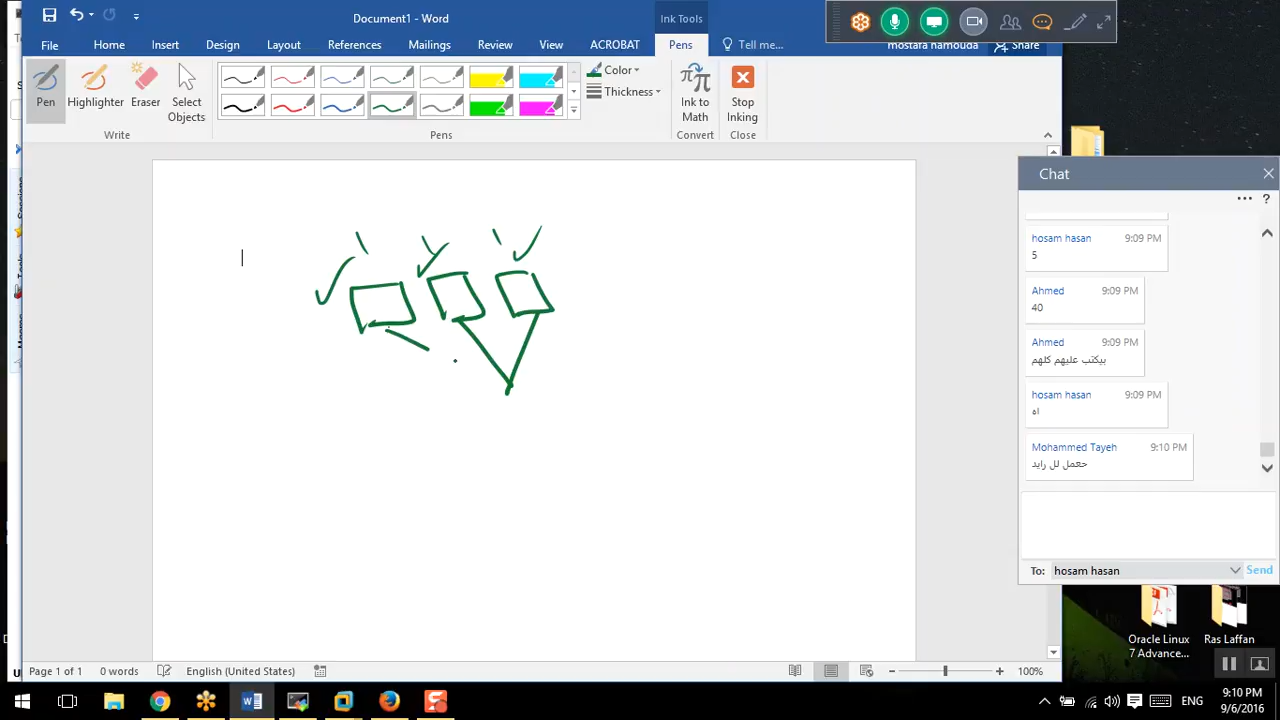 Document1 - Word
Ink Tools
File
Home
Insert
Design
Layout
References
Mailings
Review
View
ACROBAT
Pens
Tell me...
mostafa hamouda
Share
Pen
Highlighter
Eraser
Select
Objects
Color
Thickness
Ink to
Math
Stop
Inking
Write
Pens
Convert
Close
Chat
hosam hasan 9:09 PM
5
Ahmed 9:09 PM
40
Ahmed 9:09 PM
بيكتب عليهم كلهم
hosam hasan 9:09 PM
اه
Mohammed Tayeh 9:10 PM
حعمل لل رايد
To: hosam hasan
Send
Oracle Linux
7 Advance...
Ras Laffan
Page 1 of 1
0 words
English (United States)
100%
ENG
9:10 PM
9/6/2016